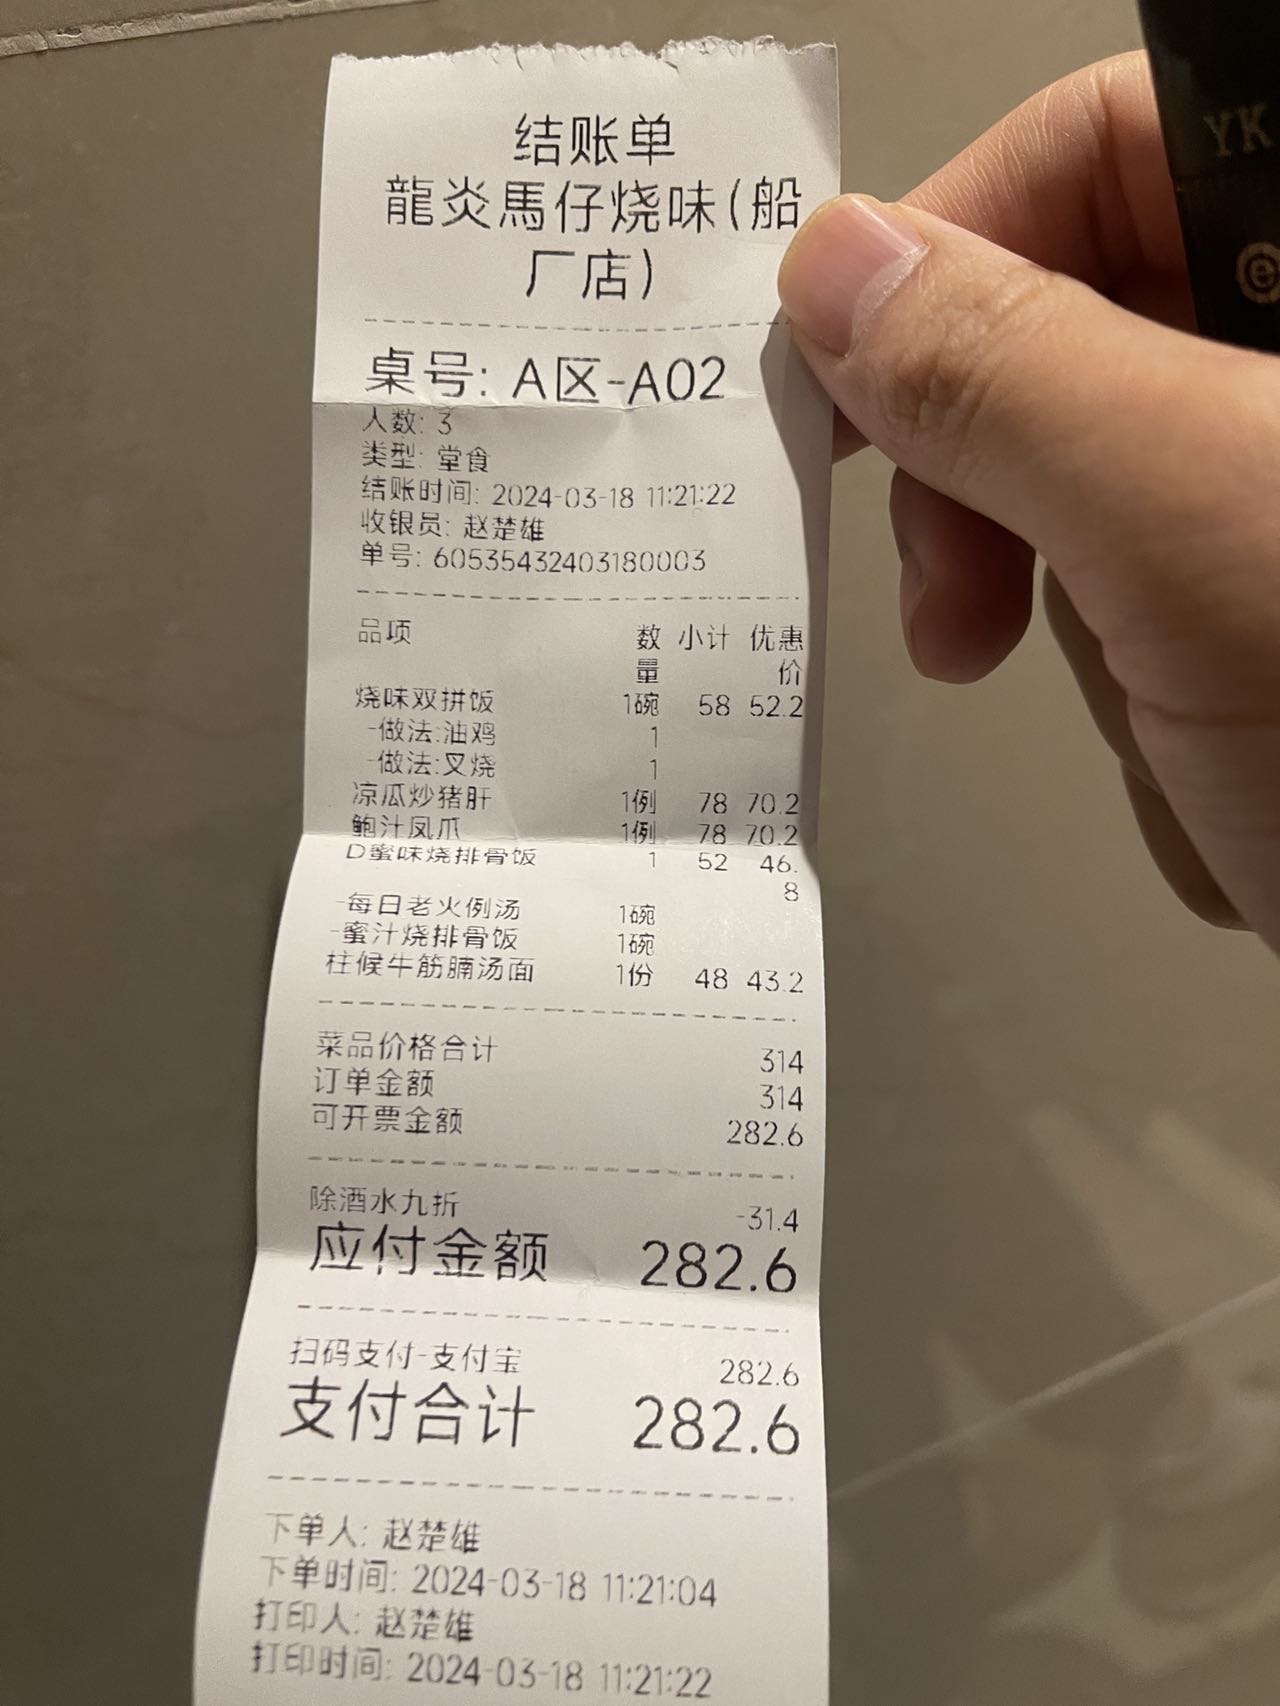 结账单
龍炎馬仔烧味(船
厂店)
桌号: A区-A02
人数: 3
类型: 堂食
结账时间: 2024-03-18 11:21:22
收银员: 赵楚雄
单号: 60535432403180003
品项 数 小计 优惠
量 价
烧味双拼饭 1碗 58 52.2
-做法:油鸡 1
-做法:叉烧 1
凉瓜炒猪肝 1例 78 70.2
鲍汁凤爪 1例 78 70.2
D蜜味烧排骨饭 1 52 46.
8
-每日老火例汤 1碗
-蜜汁烧排骨饭 1碗
柱候牛筋腩汤面 1份 48 43.2
菜品价格合计 314
订单金额 314
可开票金额 282.6
除酒水九折 -31.4
应付金额 282.6
扫码支付-支付宝 282.6
支付合计 282.6
下单人: 赵楚雄
下单时间: 2024-03-18 11:21:04
打印人: 赵楚雄
打印时间: 2024-03-18 11:21:22
YK